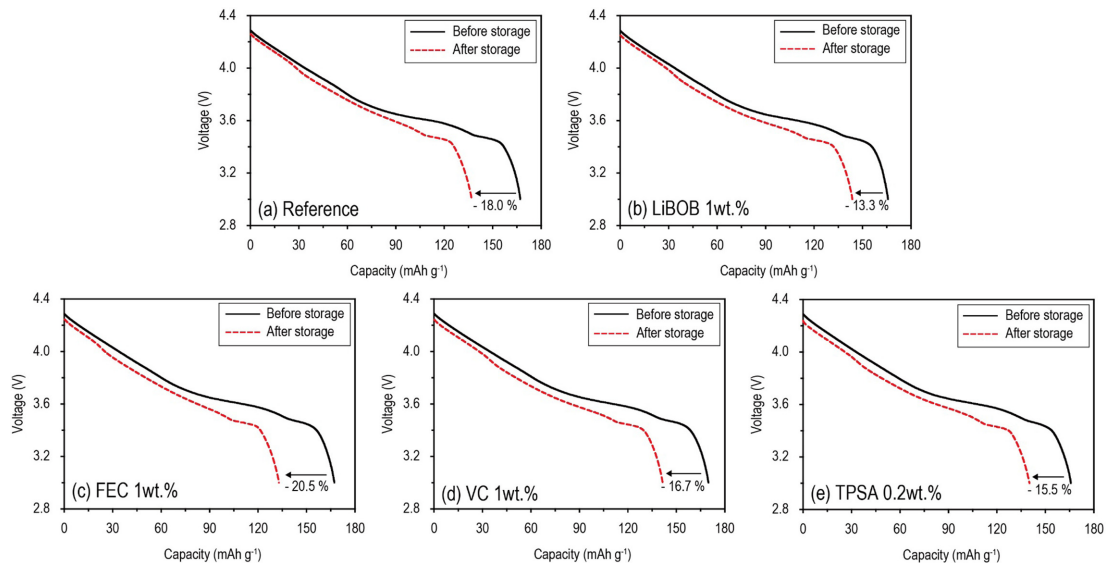 4.4
4.0
3.6
3.2
2.8
Voltage (V)
Before storage
After storage
- 18.0 %
(a) Reference
0 30 60 90 120 150 180
Capacity (mAh g⁻¹)
4.4
4.0
3.6
3.2
2.8
Voltage (V)
Before storage
After storage
- 13.3 %
(b) LiBOB 1wt.%
0 30 60 90 120 150 180
Capacity (mAh g⁻¹)
4.4
4.0
3.6
3.2
2.8
Voltage (V)
Before storage
After storage
- 20.5 %
(c) FEC 1wt.%
0 30 60 90 120 150 180
Capacity (mAh g⁻¹)
4.4
4.0
3.6
3.2
2.8
Voltage (V)
Before storage
After storage
- 16.7 %
(d) VC 1wt.%
0 30 60 90 120 150 180
Capacity (mAh g⁻¹)
4.4
4.0
3.6
3.2
2.8
Voltage (V)
Before storage
After storage
- 15.5 %
(e) TPSA 0.2wt.%
0 30 60 90 120 150 180
Capacity (mAh g⁻¹)